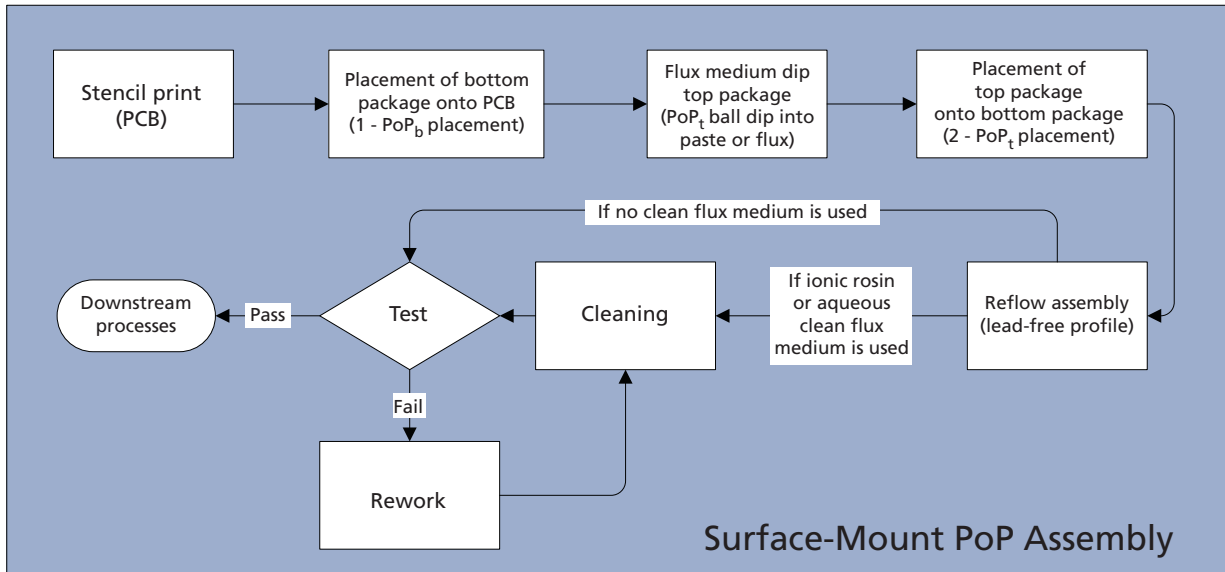 Stencil print
(PCB)
Placement of bottom
package onto PCB
(1 - PoPb placement)
Flux medium dip
top package
(PoPt ball dip into
paste or flux)
Placement of
top package
onto bottom package
(2 - PoPt placement)
If no clean flux medium is used
Downstream
processes
Pass
Test
Cleaning
If ionic rosin
or aqueous
clean flux
medium is used
Reflow assembly
(lead-free profile)
Fail
Rework
Surface-Mount PoP Assembly